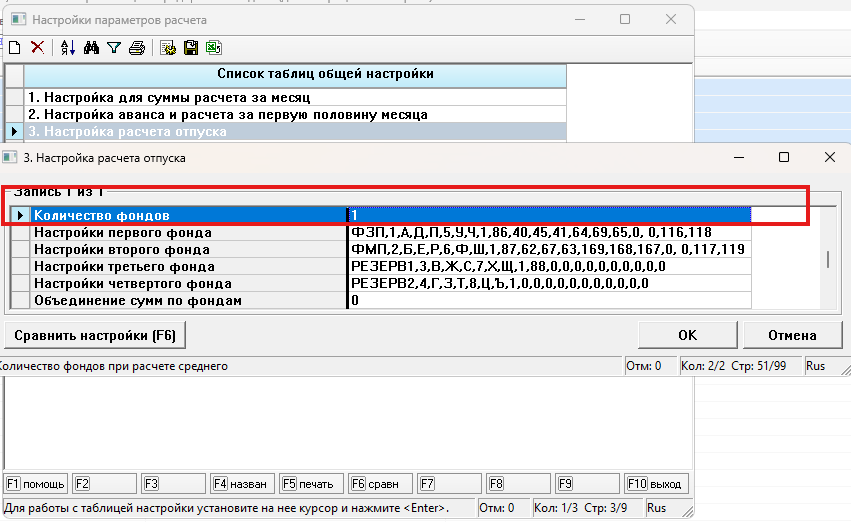 Настройки параметров расчета
Список таблиц общей настройки
1. Настройка для суммы расчета за месяц
2. Настройка аванса и расчета за первую половину месяца
3. Настройка расчета отпуска
3. Настройка расчета отпуска
Запись 1 из 1
Количество фондов 1
Настройки первого фонда ФЗП,1,А,Д,П,5,У,Ч,1,86,40,45,41,64,69,65,0, 0,116,118
Настройки второго фонда ФМП,2,Б,Е,Р,6,Ф,Ш,1,87,62,67,63,169,168,167,0, 0,117,119
Настройки третьего фонда РЕЗЕРВ1,3,В,Ж,С,7,Х,Щ,1,88,0,0,0,0,0,0,0,0,0,0
Настройки четвертого фонда РЕЗЕРВ2,4,Г,З,Т,8,Ц,Ъ,1,0,0,0,0,0,0,0,0,0,0,0
Объединение сумм по фондам 0
Сравнить настройки (F6) OK Отмена
Количество фондов при расчете среднего Отм: 0 Кол: 2/2 Стр: 51/99 Rus
F1 помощь F2 F3 F4 назван F5 печать F6 сравн F7 F8 F9 F10 выход
Для работы с таблицей настройки установите на нее курсор и нажмите <Enter>. Отм: 0 Кол: 1/3 Стр: 3/9 Rus